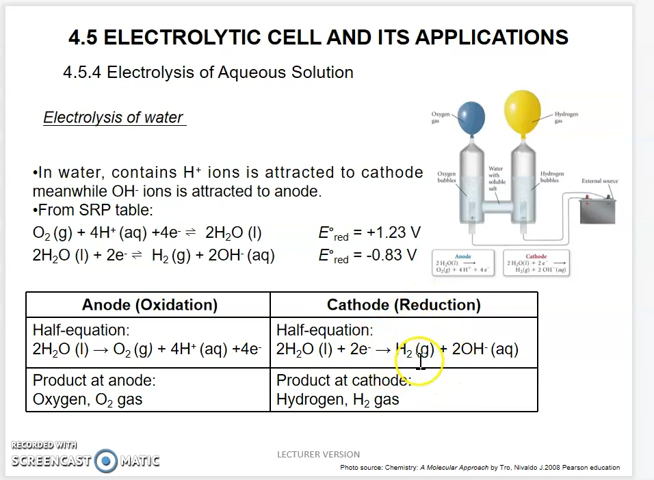 4.5 ELECTROLYTIC CELL AND ITS APPLICATIONS
4.5.4 Electrolysis of Aqueous Solution
Electrolysis of water
•In water, contains H⁺ ions is attracted to cathode
meanwhile OH⁻ ions is attracted to anode.
•From SRP table:
O₂ (g) + 4H⁺ (aq) +4e⁻ ⇌ 2H₂O (l) E°red = +1.23 V
2H₂O (l) + 2e⁻ ⇌ H₂ (g) + 2OH⁻ (aq) E°red = -0.83 V
Oxygen
gas
Hydrogen
gas
Oxygen
bubbles
Water
with
soluble
salt
Hydrogen
bubbles
External source
Anode
2 H₂O(l) ⟶
O₂(g) + 4 H⁺ + 4 e⁻
Cathode
2 H₂O(l) + 2 e⁻ ⟶
H₂(g) + 2 OH⁻(aq)
Anode (Oxidation) Cathode (Reduction)
Half-equation: Half-equation:
2H₂O (l) → O₂ (g) + 4H⁺ (aq) +4e⁻ 2H₂O (l) + 2e⁻ → H₂ (g) + 2OH⁻ (aq)
Product at anode: Product at cathode:
Oxygen, O₂ gas Hydrogen, H₂ gas
RECORDED WITH
SCREENCAST MATIC
LECTURER VERSION
Photo source: Chemistry: A Molecular Approach by Tro, Nivaldo J.2008 Pearson education